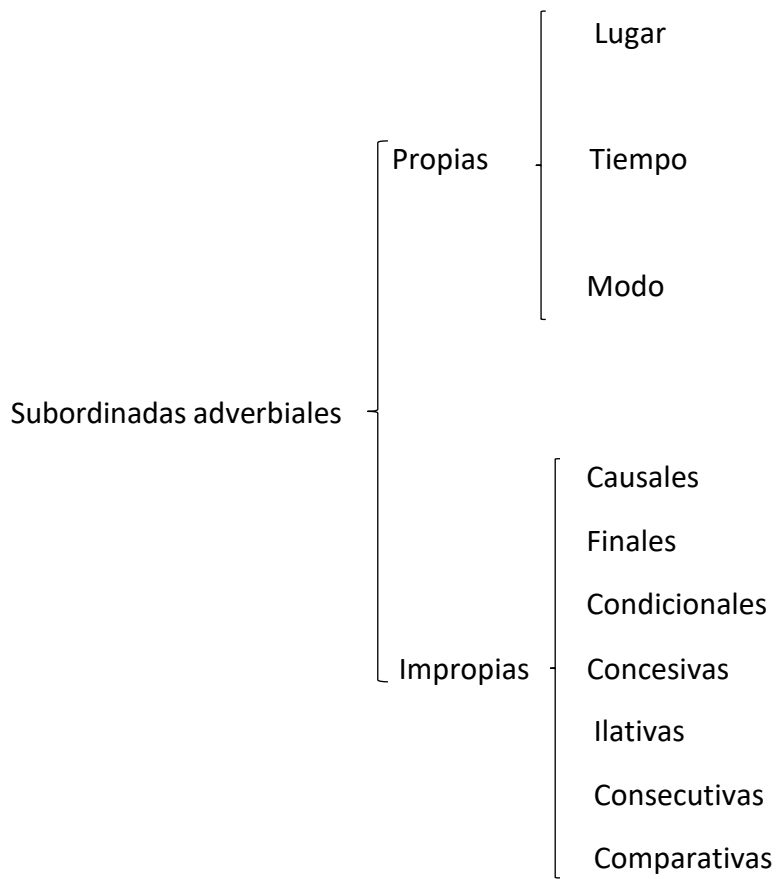 Lugar
Propias
Tiempo
Modo
Subordinadas adverbiales
Causales
Finales
Condicionales
Impropias
Concesivas
Ilativas
Consecutivas
Comparativas